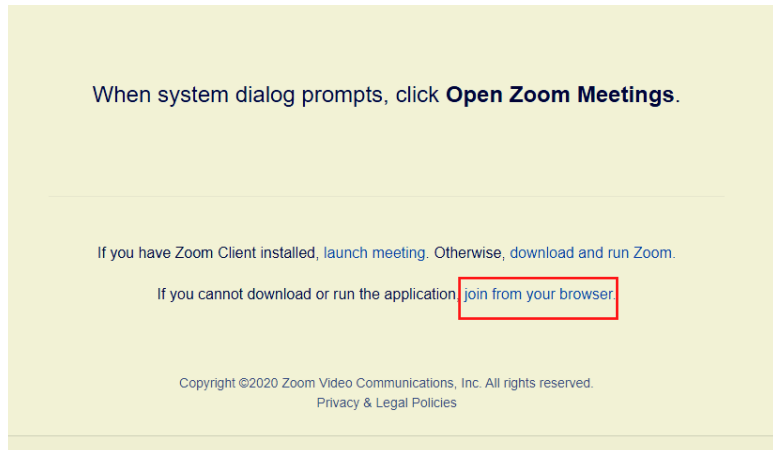 When system dialog prompts, click Open Zoom Meetings.
If you have Zoom Client installed, launch meeting. Otherwise, download and run Zoom.
If you cannot download or run the application, join from your browser.
Copyright ©2020 Zoom Video Communications, Inc. All rights reserved.
Privacy & Legal Policies